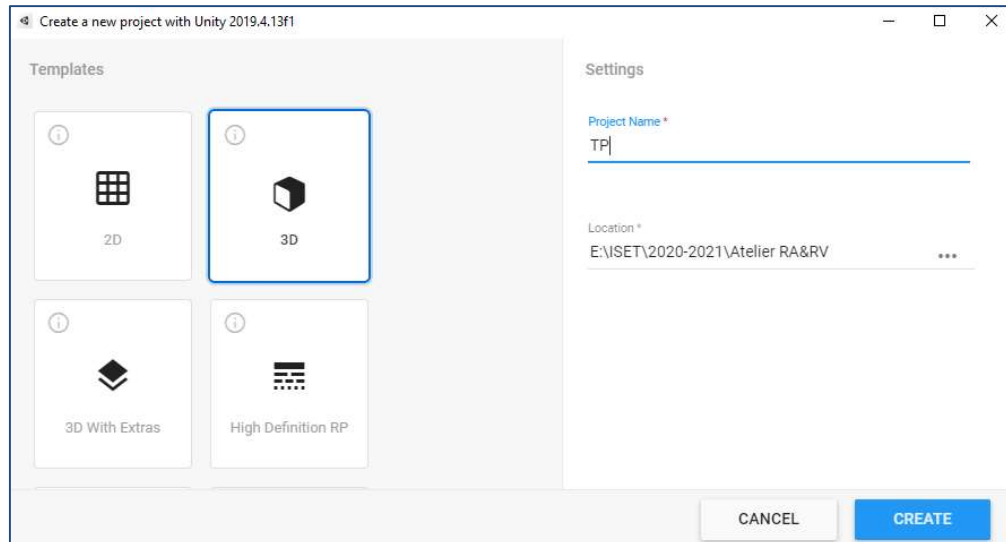 Create a new project with Unity 2019.4.13f1
Templates
2D
3D
3D With Extras
High Definition RP
Settings
Project Name *
TP
Location *
E:\ISET\2020-2021\Atelier RA&RV
CANCEL
CREATE